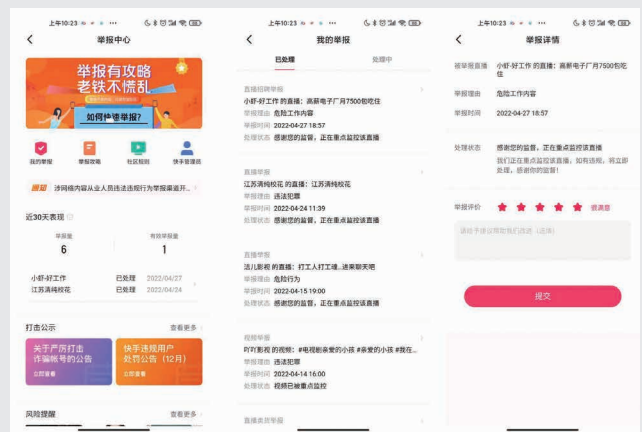 上午10:23
举报中心
举报有攻略
老铁不慌乱
如何快速举报?
我的举报
举报攻略
社区规则
快手管理员
通知
涉网络内容从业人员违法违规行为举报渠道开...
近30天表现
举报量
有效举报量
6
1
小虾-好工作
已处理
2022/04/27
江苏清纯校花
已处理
2022/04/24
打击公示
查看更多
关于严厉打击
诈骗帐号的公告
立即查看
快手违规用户
处罚公告(12月)
立即查看
风险提醒
查看更多
上午10:23
我的举报
已处理
处理中
直播招聘举报
小虾-好工作 的直播:高薪电子厂月7500包吃住
举报理由 危险工作内容
举报时间 2022-04-27 18:57
处理状态 感谢您的监督,正在重点监控该直播
直播举报
江苏清纯校花 的直播:江苏清纯校花
举报理由 违法犯罪
举报时间 2022-04-24 11:39
处理状态 感谢您的监督,正在重点监控该直播
直播举报
洁儿影视 的直播:打工人打工魂...进来聊天吧
举报理由 危险行为
举报时间 2022-04-15 19:00
处理状态 感谢您的监督,正在重点监控该直播
视频举报
吖吖影视 的视频:#电视剧亲爱的小孩 #亲爱的小孩 #我在...
举报理由 违法犯罪
举报时间 2022-04-14 16:00
处理状态 视频已被重点监控
直播卖货举报
上午10:23
举报详情
被举报直播 小虾-好工作 的直播:高薪电子厂月7500包吃
住
举报理由 危险工作内容
举报时间 2022-04-27 18:57
处理状态 感谢您的监督,正在重点监控该直播
我们正在重点监控该直播,如有违规,将立即
处理,感谢你的监督!
举报评价
很满意
请给予建议帮助我们改进(选填)
提交